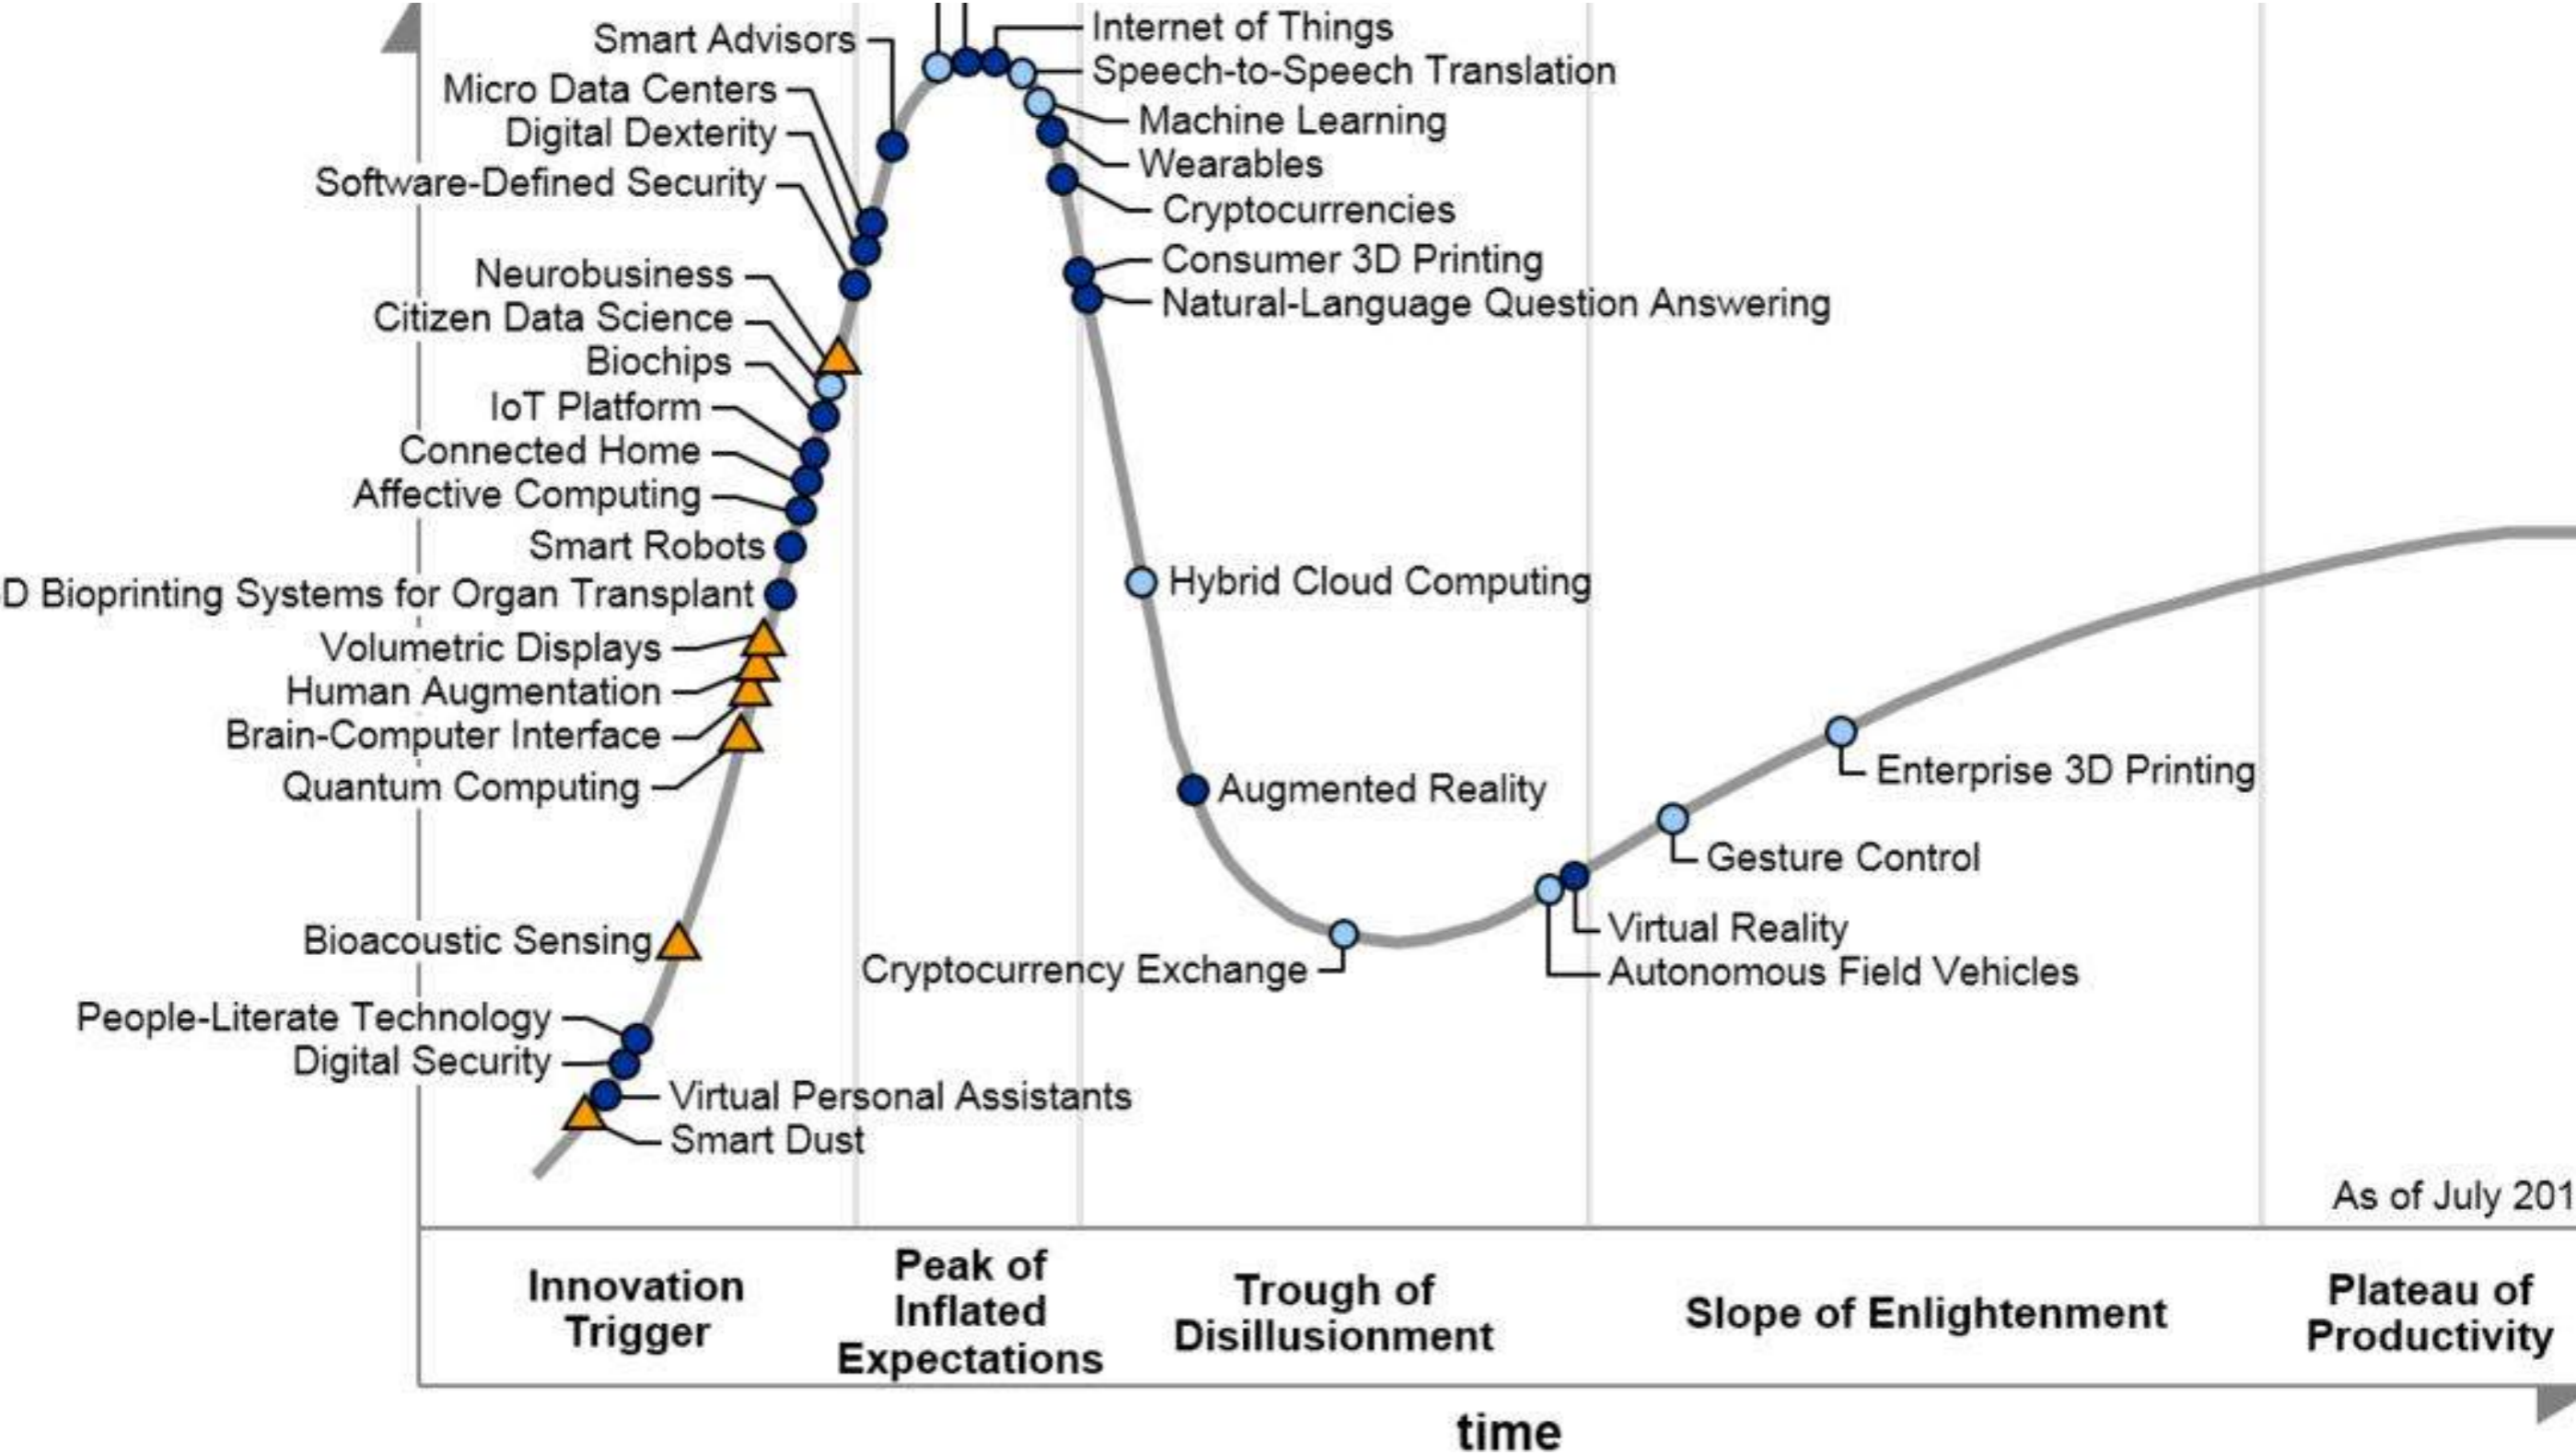 Smart Advisors
Micro Data Centers
Digital Dexterity
Software-Defined Security
Neurobusiness
Citizen Data Science
Biochips
IoT Platform
Connected Home
Affective Computing
Smart Robots
D Bioprinting Systems for Organ Transplant
Volumetric Displays
Human Augmentation
Brain-Computer Interface
Quantum Computing
Bioacoustic Sensing
People-Literate Technology
Digital Security
Virtual Personal Assistants
Smart Dust
Internet of Things
Speech-to-Speech Translation
Machine Learning
Wearables
Cryptocurrencies
Consumer 3D Printing
Natural-Language Question Answering
Hybrid Cloud Computing
Augmented Reality
Cryptocurrency Exchange
Virtual Reality
Autonomous Field Vehicles
Gesture Control
Enterprise 3D Printing
As of July 201
Innovation
Trigger
Peak of
Inflated
Expectations
Trough of
Disillusionment
Slope of Enlightenment
Plateau of
Productivity
time